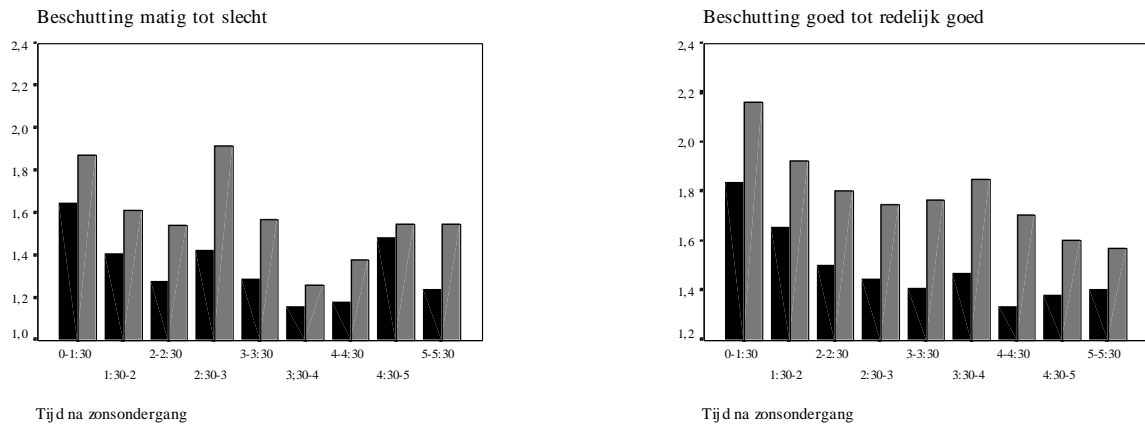 Beschutting matig tot slecht
2,4
2,2
2,0
1,8
1,6
1,4
1,2
1,0
0-1:30 2-2:30 3-3:30 4-4:30 5-5:30
1:30-2 2:30-3 3;30-4 4:30-5
Tijd na zonsondergang
Beschutting goed tot redelijk goed
2,4
2,2
2,0
1,8
1,6
1,4
1,2
0-1:30 2-2:30 3-3:30 4-4:30 5-5:30
1:30-2 2:30-3 3:30-4 4:30-5
Tijd na zonsondergang